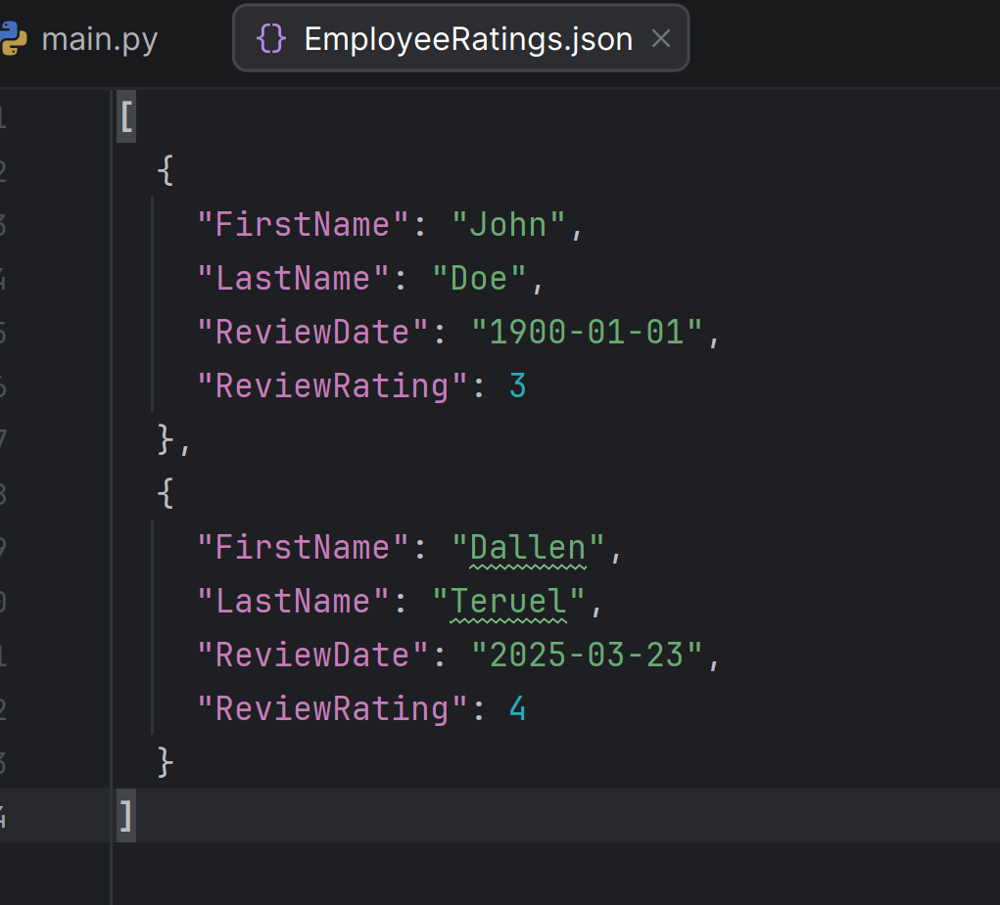 main.py
EmployeeRatings.json
[
{
"FirstName": "John",
"LastName": "Doe",
"ReviewDate": "1900-01-01",
"ReviewRating": 3
},
{
"FirstName": "Dallen",
"LastName": "Teruel",
"ReviewDate": "2025-03-23",
"ReviewRating": 4
}
]